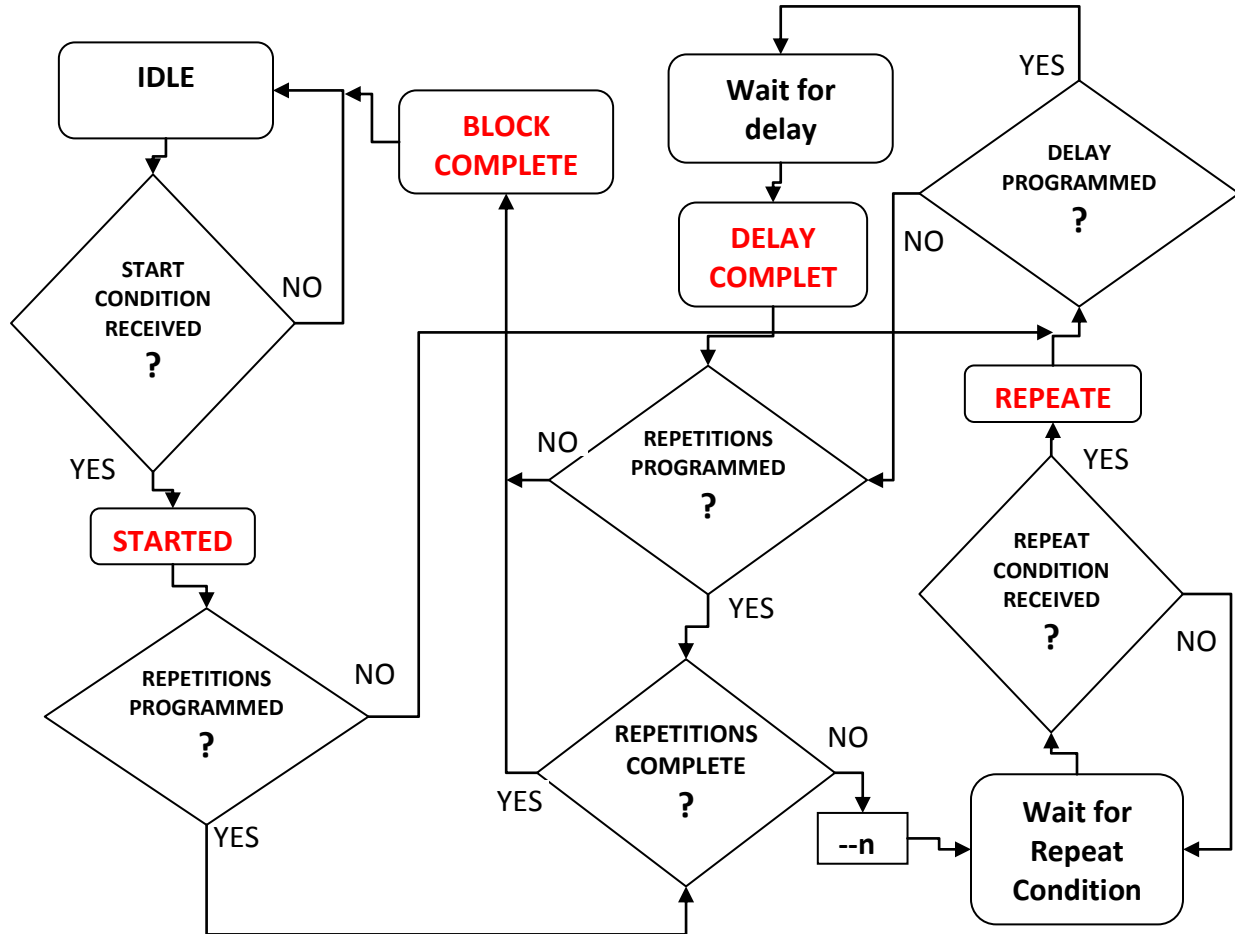 IDLE
START
CONDITION
RECEIVED
?
NO
YES
STARTED
REPETITIONS
PROGRAMMED
?
NO
YES
BLOCK
COMPLETE
Wait for
delay
DELAY
COMPLET
REPETITIONS
PROGRAMMED
?
NO
YES
REPETITIONS
COMPLETE
?
YES
NO
--n
Wait for
Repeat
Condition
REPEAT
CONDITION
RECEIVED
?
NO
YES
REPEATE
DELAY
PROGRAMMED
?
YES
NO